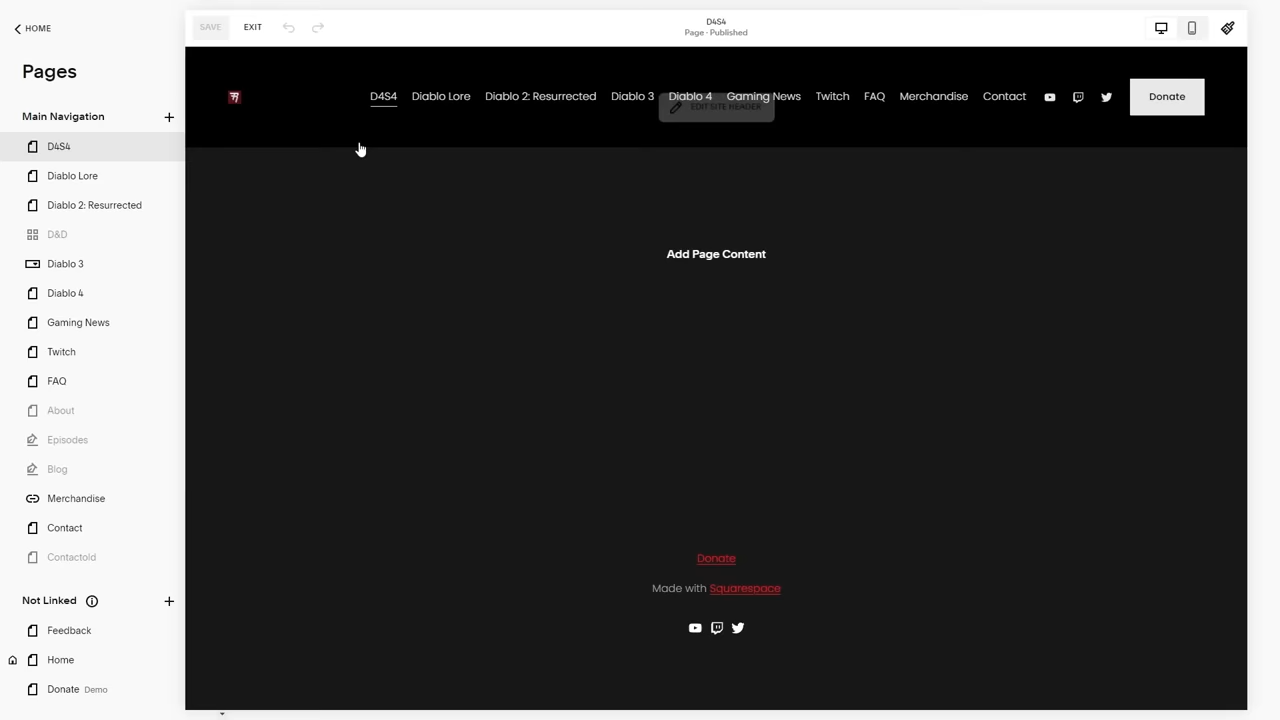 HOME
SAVE
EXIT
D4S4
Page · Published
Pages
Main Navigation
D4S4
Diablo Lore
Diablo 2: Resurrected
D&D
Diablo 3
Diablo 4
Gaming News
Twitch
FAQ
About
Episodes
Blog
Merchandise
Contact
Contactold
Not Linked
Feedback
Home
Donate Demo
D4S4 Diablo Lore Diablo 2: Resurrected Diablo 3 Diablo 4 Gaming News Twitch FAQ Merchandise Contact Donate
EDIT SITE HEADER
Add Page Content
Donate
Made with Squarespace